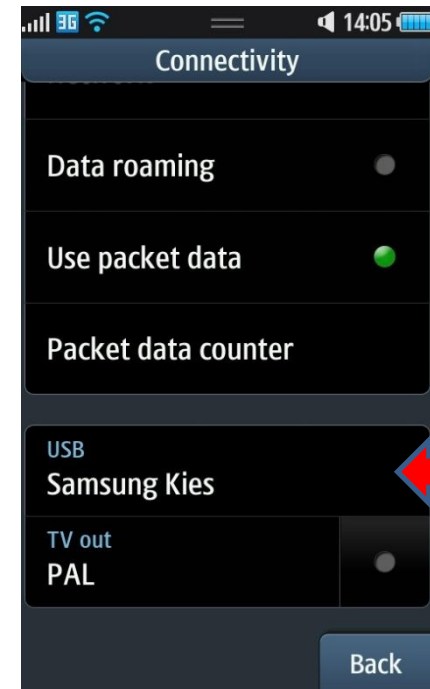 3G 14:05
Connectivity
Data roaming
Use packet data
Packet data counter
USB
Samsung Kies
TV out
PAL
Back